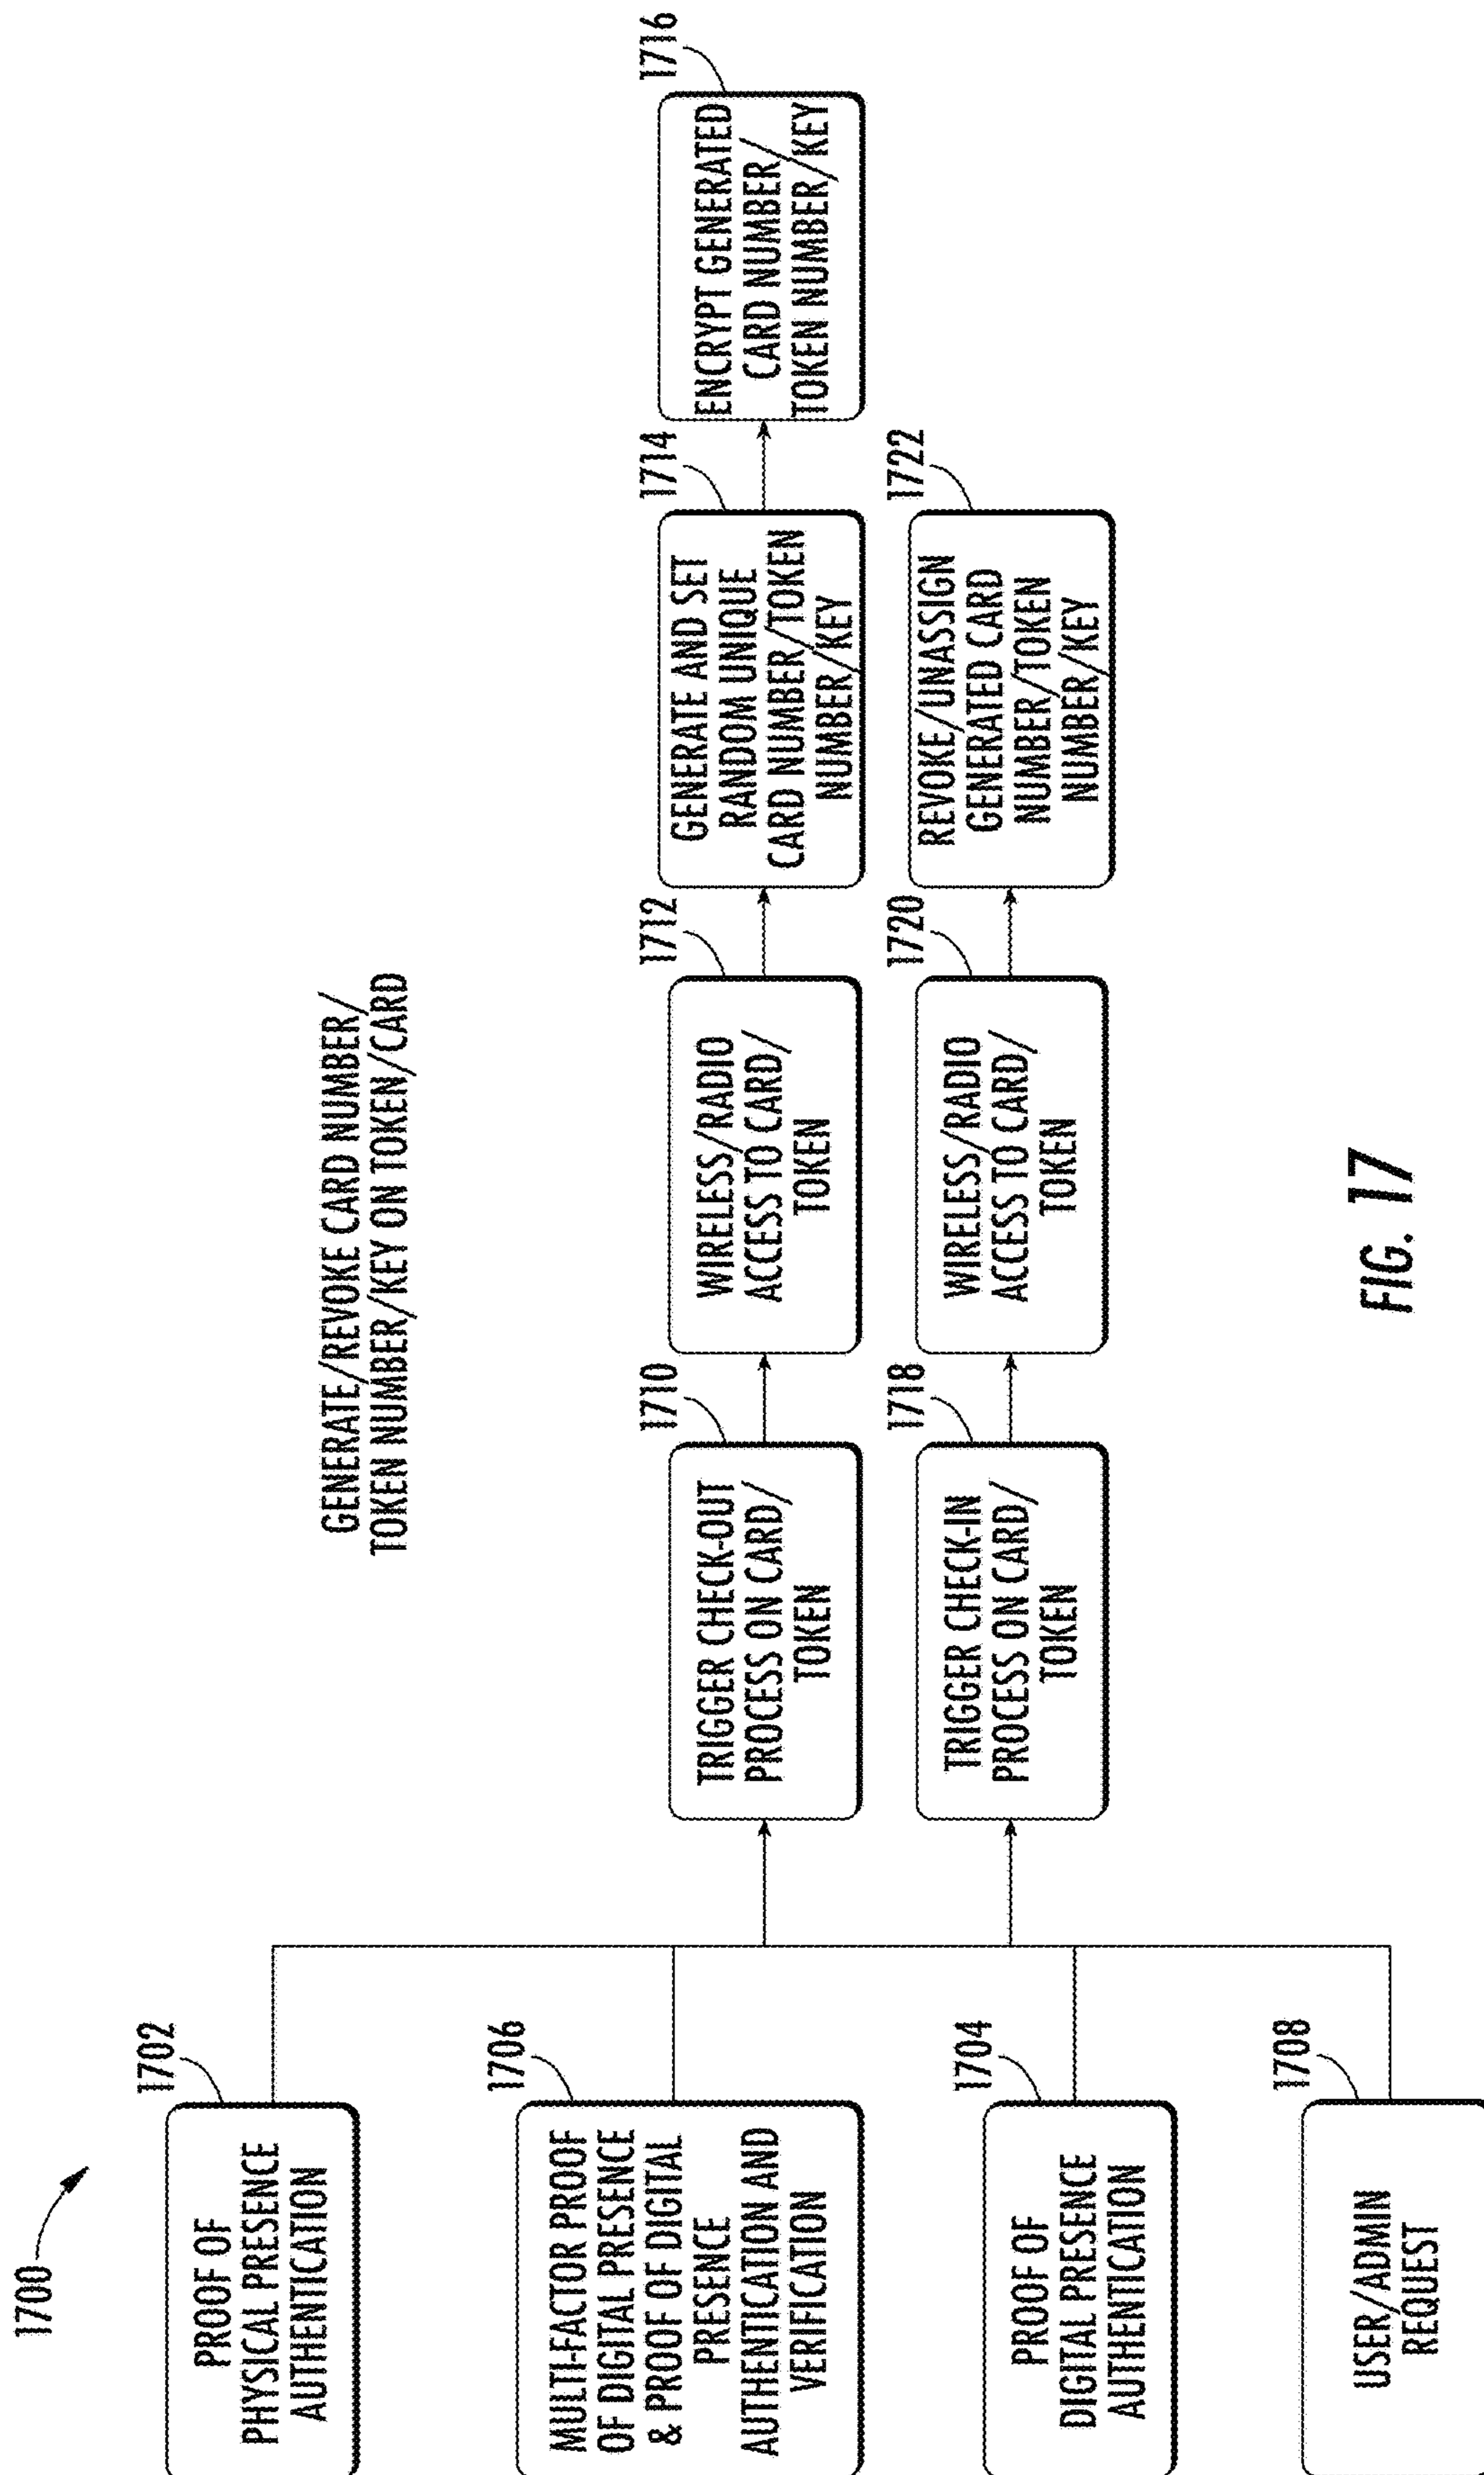 1700
GENERATE/REVOKE CARD NUMBER/
TOKEN NUMBER/KEY ON TOKEN/CARD
1702
PROOF OF
PHYSICAL PRESENCE
AUTHENTICATION
1706
MULTI-FACTOR PROOF
OF DIGITAL PRESENCE
& PROOF OF DIGITAL
PRESENCE
AUTHENTICATION AND
VERIFICATION
1704
PROOF OF
DIGITAL PRESENCE
AUTHENTICATION
1708
USER/ADMIN
REQUEST
1710
TRIGGER CHECK-OUT
PROCESS ON CARD/
TOKEN
1712
WIRELESS/RADIO
ACCESS TO CARD/
TOKEN
1714
GENERATE AND SET
RANDOM UNIQUE
CARD NUMBER/TOKEN
NUMBER/KEY
1716
ENCRYPT GENERATED
CARD NUMBER/
TOKEN NUMBER/KEY
1718
TRIGGER CHECK-IN
PROCESS ON CARD/
TOKEN
1720
WIRELESS/RADIO
ACCESS TO CARD/
TOKEN
1722
REVOKE/UNASSIGN
GENERATED CARD
NUMBER/TOKEN
NUMBER/KEY
FIG. 17